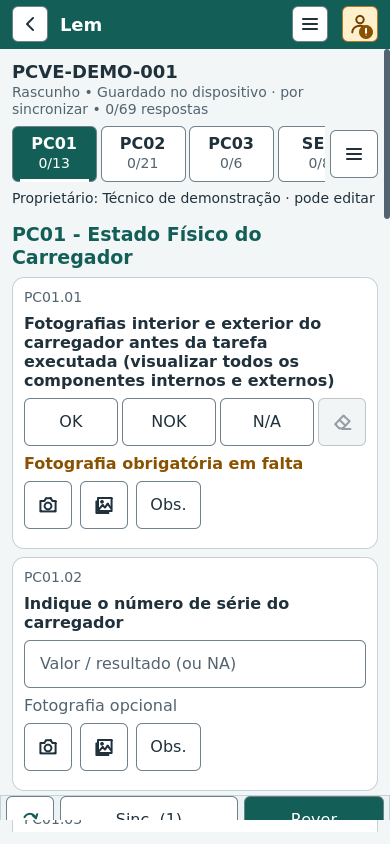 Lem
PCVE-DEMO-001
Rascunho • Guardado no dispositivo · por
sincronizar • 0/69 respostas
PC01
0/13
PC02
0/21
PC03
0/6
SE
0/8
Proprietário: Técnico de demonstração · pode editar
PC01 - Estado Físico do
Carregador
PC01.01
Fotografias interior e exterior do
carregador antes da tarefa
executada (visualizar todos os
componentes internos e externos)
OK
NOK
N/A
Fotografia obrigatória em falta
Obs.
PC01.02
Indique o número de série do
carregador
Valor / resultado (ou NA)
Fotografia opcional
Obs.
PC01.03
Sinc. (1)
Rever